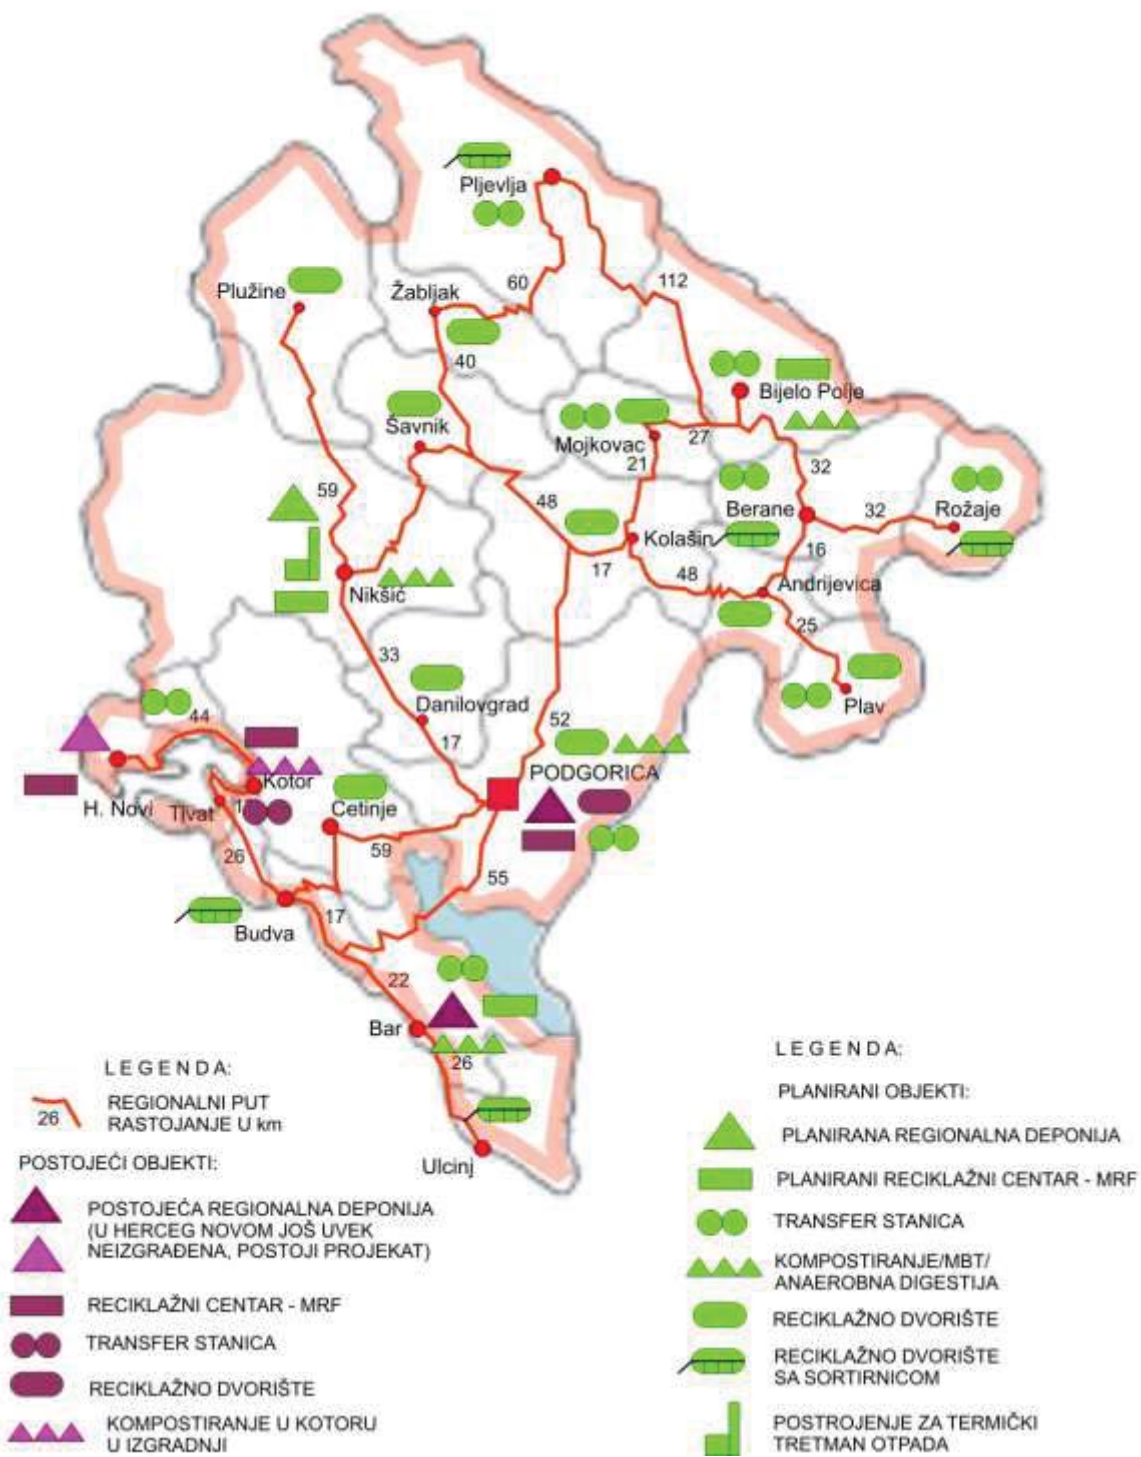 Pljevlja
60
112
Plužine
Žabljak
40
Bijelo Polje
Šavnik
Mojkovac
27
21
32
59
48
Berane
32
Rožaje
Kolašin
16
17
48
Andrijevica
Nikšić
25
33
Danilovgrad
Plav
44
17
52
PODGORICA
Kotor
H. Novi
Tivat
1
Cetinje
59
26
55
17
Budva
22
Bar
26
Ulcinj
L E G E N D A:
26
REGIONALNI PUT
RASTOJANJE U km
POSTOJEĆI OBJEKTI:
POSTOJEĆA REGIONALNA DEPONIJA
(U HERCEG NOVOM JOŠ UVEK
NEIZGRAĐENA, POSTOJI PROJEKAT)
RECIKLAŽNI CENTAR - MRF
TRANSFER STANICA
RECIKLAŽNO DVORIŠTE
KOMPOSTIRANJE U KOTORU
U IZGRADNJI
L E G E N D A:
PLANIRANI OBJEKTI:
PLANIRANA REGIONALNA DEPONIJA
PLANIRANI RECIKLAŽNI CENTAR - MRF
TRANSFER STANICA
KOMPOSTIRANJE/MBT/
ANAEROBNA DIGESTIJA
RECIKLAŽNO DVORIŠTE
RECIKLAŽNO DVORIŠTE
SA SORTIRNICOM
POSTROJENJE ZA TERMIČKI
TRETMAN OTPADA